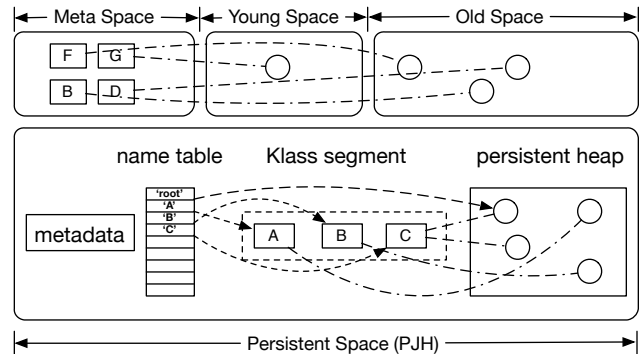 Meta Space Young Space Old Space
F G
B D
name table Klass segment persistent heap
'root'
'A'
'B'
'C'
metadata
A B C
Persistent Space (PJH)